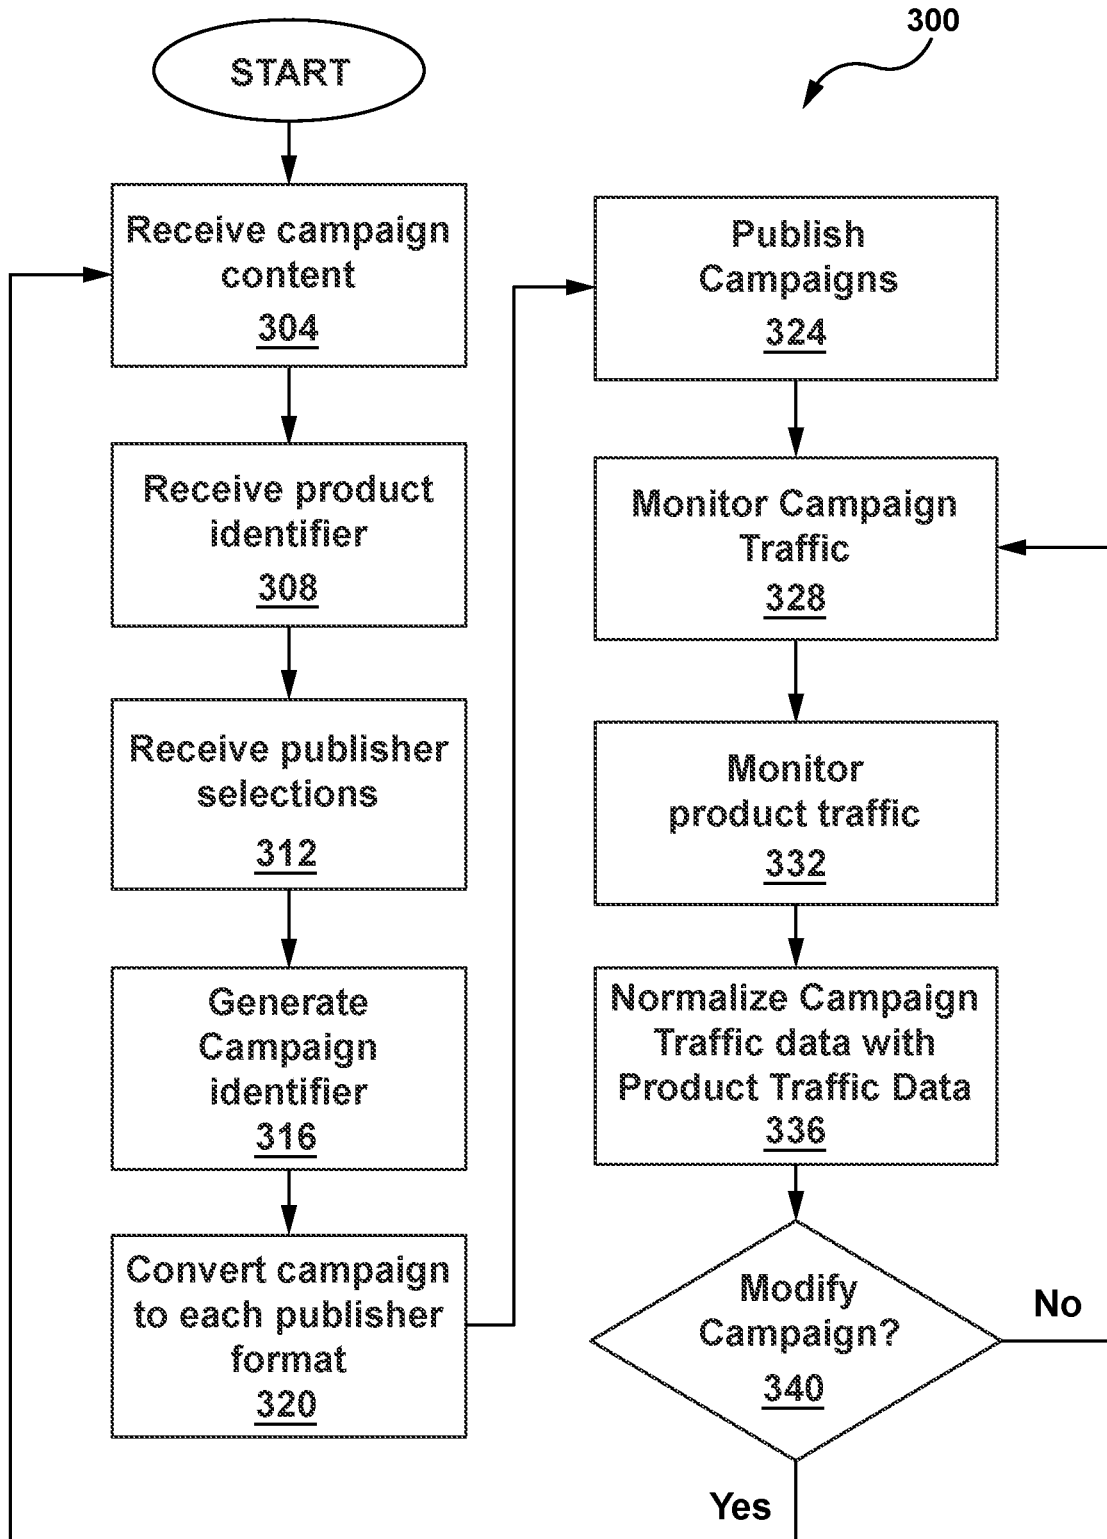 300
START
Receive campaign
content
304
Receive product
identifier
308
Receive publisher
selections
312
Generate
Campaign
identifier
316
Convert campaign
to each publisher
format
320
Publish
Campaigns
324
Monitor Campaign
Traffic
328
Monitor
product traffic
332
Normalize Campaign
Traffic data with
Product Traffic Data
336
Modify
Campaign?
340
No
Yes